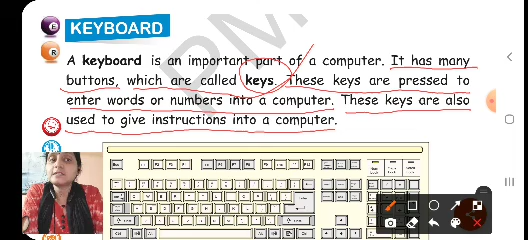 KEYBOARD
A keyboard is an important part of a computer. It has many
buttons, which are called keys. These keys are pressed to
enter words or numbers into a computer. These keys are also
used to give instructions into a computer.